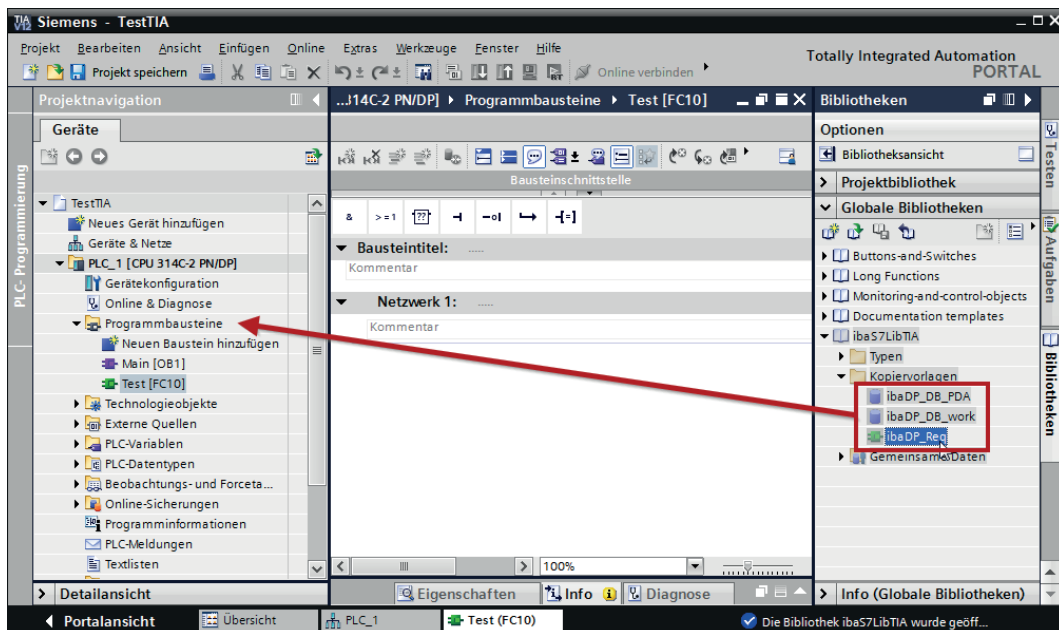 Siemens - TestTIA
Projekt Bearbeiten Ansicht Einfügen Online Extras Werkzeuge Fenster Hilfe
Totally Integrated Automation
PORTAL
Projekt speichern
Online verbinden
Projektnavigation
...J14C-2 PN/DP] Programmbausteine Test [FC10]
Bibliotheken
Geräte
Optionen
Bibliotheksansicht
Bausteinschnittstelle
Projektbibliothek
Globale Bibliotheken
PLC- Programmierung
TestTIA
Neues Gerät hinzufügen
Geräte & Netze
PLC_1 [CPU 314C-2 PN/DP]
Gerätekonfiguration
Online & Diagnose
Programmbausteine
Neuen Baustein hinzufügen
Main [OB1]
Test [FC10]
Technologieobjekte
Externe Quellen
PLC-Variablen
PLC-Datentypen
Beobachtungs- und Forceta...
Online-Sicherungen
Programminformationen
PLC-Meldungen
Textlisten
& >=1 ??
Bausteintitel: .....
Kommentar
Netzwerk 1: .....
Kommentar
100%
Buttons-and-Switches
Long Functions
Monitoring-and-control-objects
Documentation templates
ibaS7LibTIA
Typen
Kopiervorlagen
ibaDP_DB_PDA
ibaDP_DB_work
ibaDP_Req
Gemeinsame Daten
Testen
Aufgaben
Bibliotheken
Detailansicht
Eigenschaften
Info
Diagnose
Info (Globale Bibliotheken)
Portalansicht
Übersicht
PLC_1
Test (FC10)
Die Bibliothek ibaS7LibTIA wurde geöff...